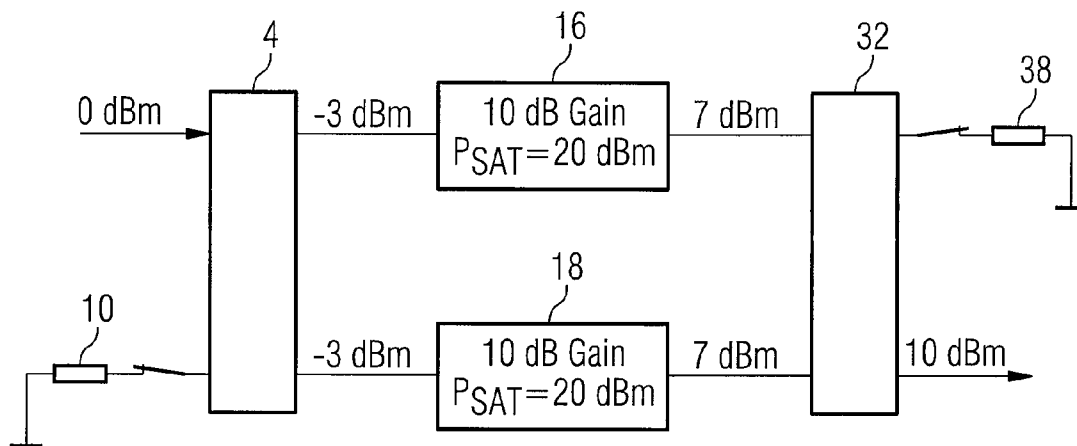 4
16
32
38
0 dBm
-3 dBm
10 dB Gain
PSAT=20 dBm
7 dBm
10
18
-3 dBm
10 dB Gain
PSAT=20 dBm
7 dBm
10 dBm